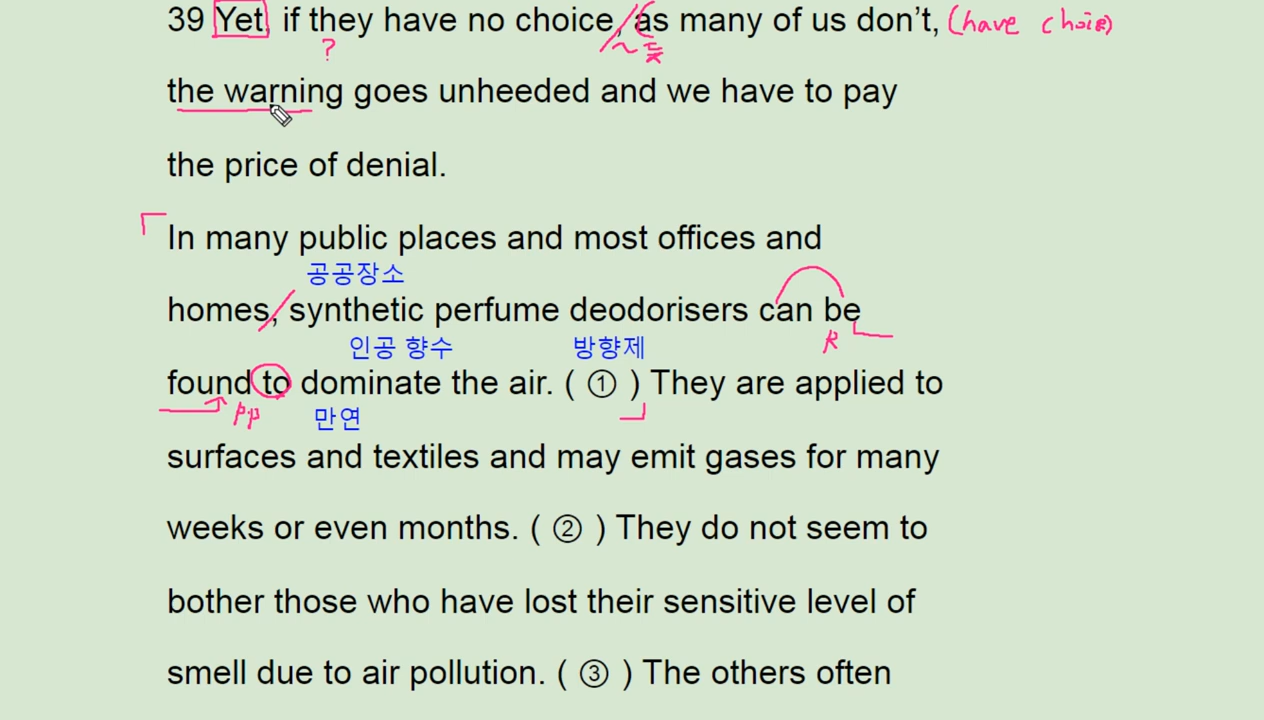 39 Yet, if they have no choice, as many of us don't, (have choice)
? ~듯
the warning goes unheeded and we have to pay
the price of denial.
In many public places and most offices and
공공장소
homes, synthetic perfume deodorisers can be
인공 향수 방향제 R
found to dominate the air. ( ① ) They are applied to
p.p 만연
surfaces and textiles and may emit gases for many
weeks or even months. ( ② ) They do not seem to
bother those who have lost their sensitive level of
smell due to air pollution. ( ③ ) The others often